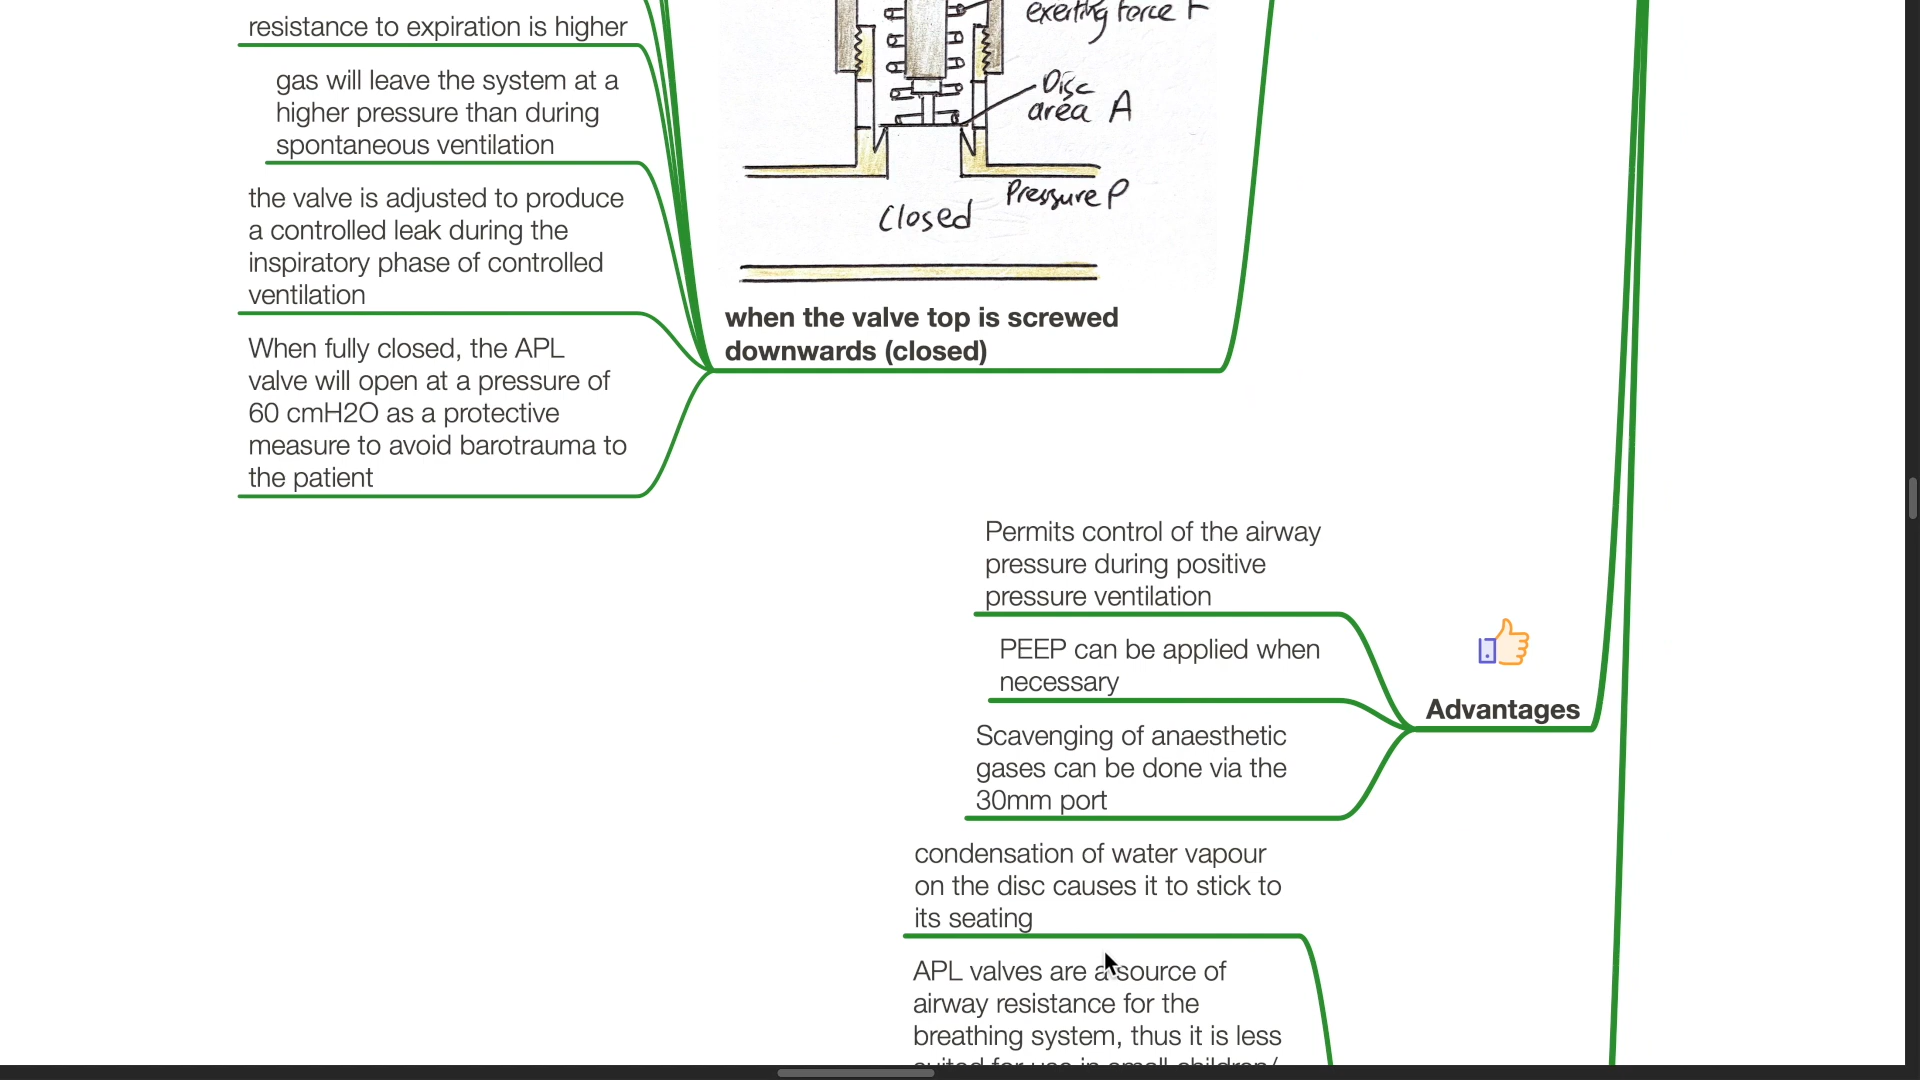 resistance to expiration is higher
gas will leave the system at a
higher pressure than during
spontaneous ventilation
the valve is adjusted to produce
a controlled leak during the
inspiratory phase of controlled
ventilation
When fully closed, the APL
valve will open at a pressure of
60 cmH2O as a protective
measure to avoid barotrauma to
the patient
exerting force F
Disc
area A
Pressure P
Closed
when the valve top is screwed
downwards (closed)
Permits control of the airway
pressure during positive
pressure ventilation
PEEP can be applied when
necessary
Scavenging of anaesthetic
gases can be done via the
30mm port
Advantages
condensation of water vapour
on the disc causes it to stick to
its seating
APL valves are a source of
airway resistance for the
breathing system, thus it is less
suited for use in small children/